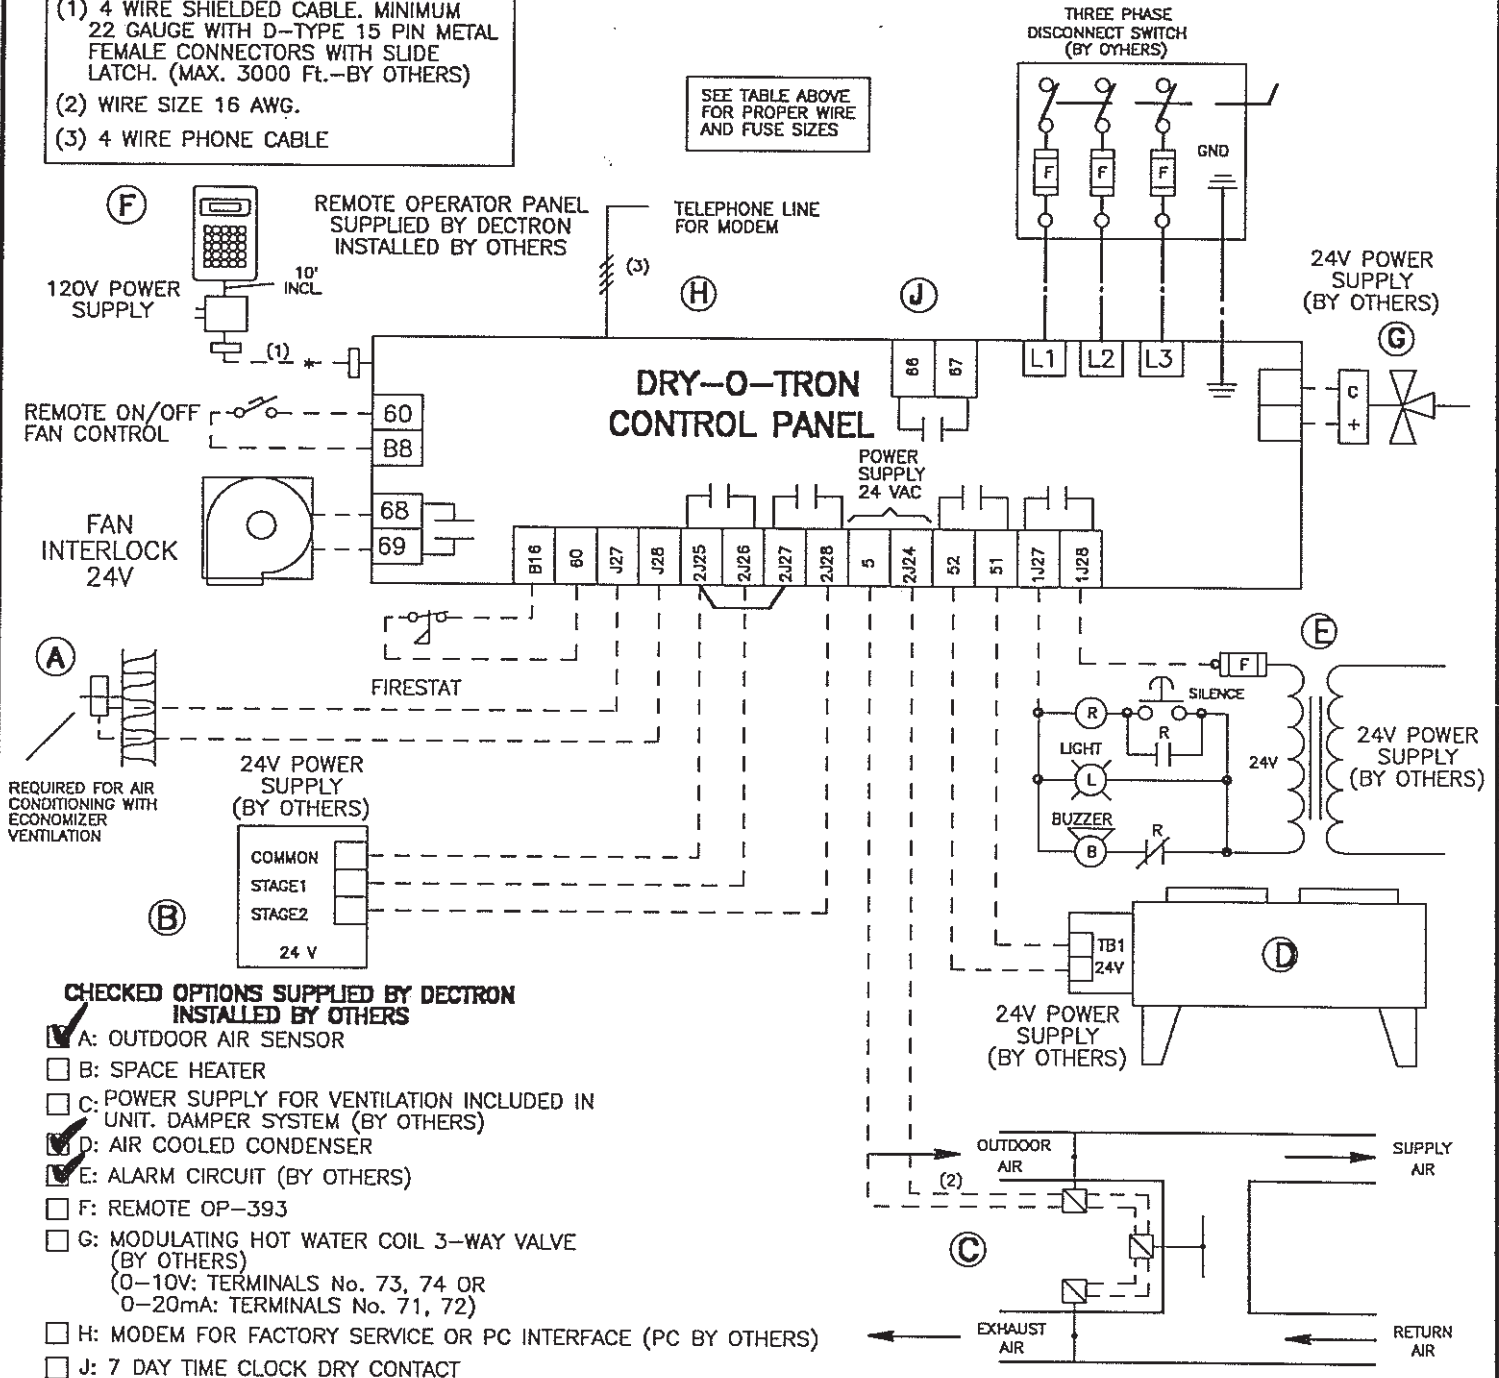 (1) 4 WIRE SHIELDED CABLE. MINIMUM
22 GAUGE WITH D-TYPE 15 PIN METAL
FEMALE CONNECTORS WITH SLIDE
LATCH. (MAX. 3000 Ft.-BY OTHERS)
(2) WIRE SIZE 16 AWG.
(3) 4 WIRE PHONE CABLE
SEE TABLE ABOVE
FOR PROPER WIRE
AND FUSE SIZES
THREE PHASE
DISCONNECT SWITCH
(BY OYHERS)
F F F
GND
F
REMOTE OPERATOR PANEL
SUPPLIED BY DECTRON
INSTALLED BY OTHERS
10'
INCL
120V POWER
SUPPLY
(1)
*
TELEPHONE LINE
FOR MODEM
(3)
H
J
24V POWER
SUPPLY
(BY OTHERS)
G
C
+
66 67
L1 L2 L3
DRY-O-TRON
CONTROL PANEL
REMOTE ON/OFF
FAN CONTROL
60
B8
FAN
INTERLOCK
24V
68
69
POWER
SUPPLY
24 VAC
B16 60 J27 J28 2J25 2J26 2J27 2J28 5 2J24 52 51 1J27 1J28
FIRESTAT
A
REQUIRED FOR AIR
CONDITIONING WITH
ECONOMIZER
VENTILATION
E
F
SILENCE
R
R
LIGHT
L
BUZZER
B
R
24V
24V POWER
SUPPLY
(BY OTHERS)
24V POWER
SUPPLY
(BY OTHERS)
COMMON
STAGE1
STAGE2
24 V
B
TB1
24V
D
24V POWER
SUPPLY
(BY OTHERS)
CHECKED OPTIONS SUPPLIED BY DECTRON
INSTALLED BY OTHERS
A: OUTDOOR AIR SENSOR
B: SPACE HEATER
C: POWER SUPPLY FOR VENTILATION INCLUDED IN
UNIT. DAMPER SYSTEM (BY OTHERS)
D: AIR COOLED CONDENSER
E: ALARM CIRCUIT (BY OTHERS)
F: REMOTE OP-393
G: MODULATING HOT WATER COIL 3-WAY VALVE
(BY OTHERS)
(0-10V: TERMINALS No. 73, 74 OR
0-20mA: TERMINALS No. 71, 72)
H: MODEM FOR FACTORY SERVICE OR PC INTERFACE (PC BY OTHERS)
J: 7 DAY TIME CLOCK DRY CONTACT
OUTDOOR
AIR
(2)
SUPPLY
AIR
C
EXHAUST
AIR
RETURN
AIR